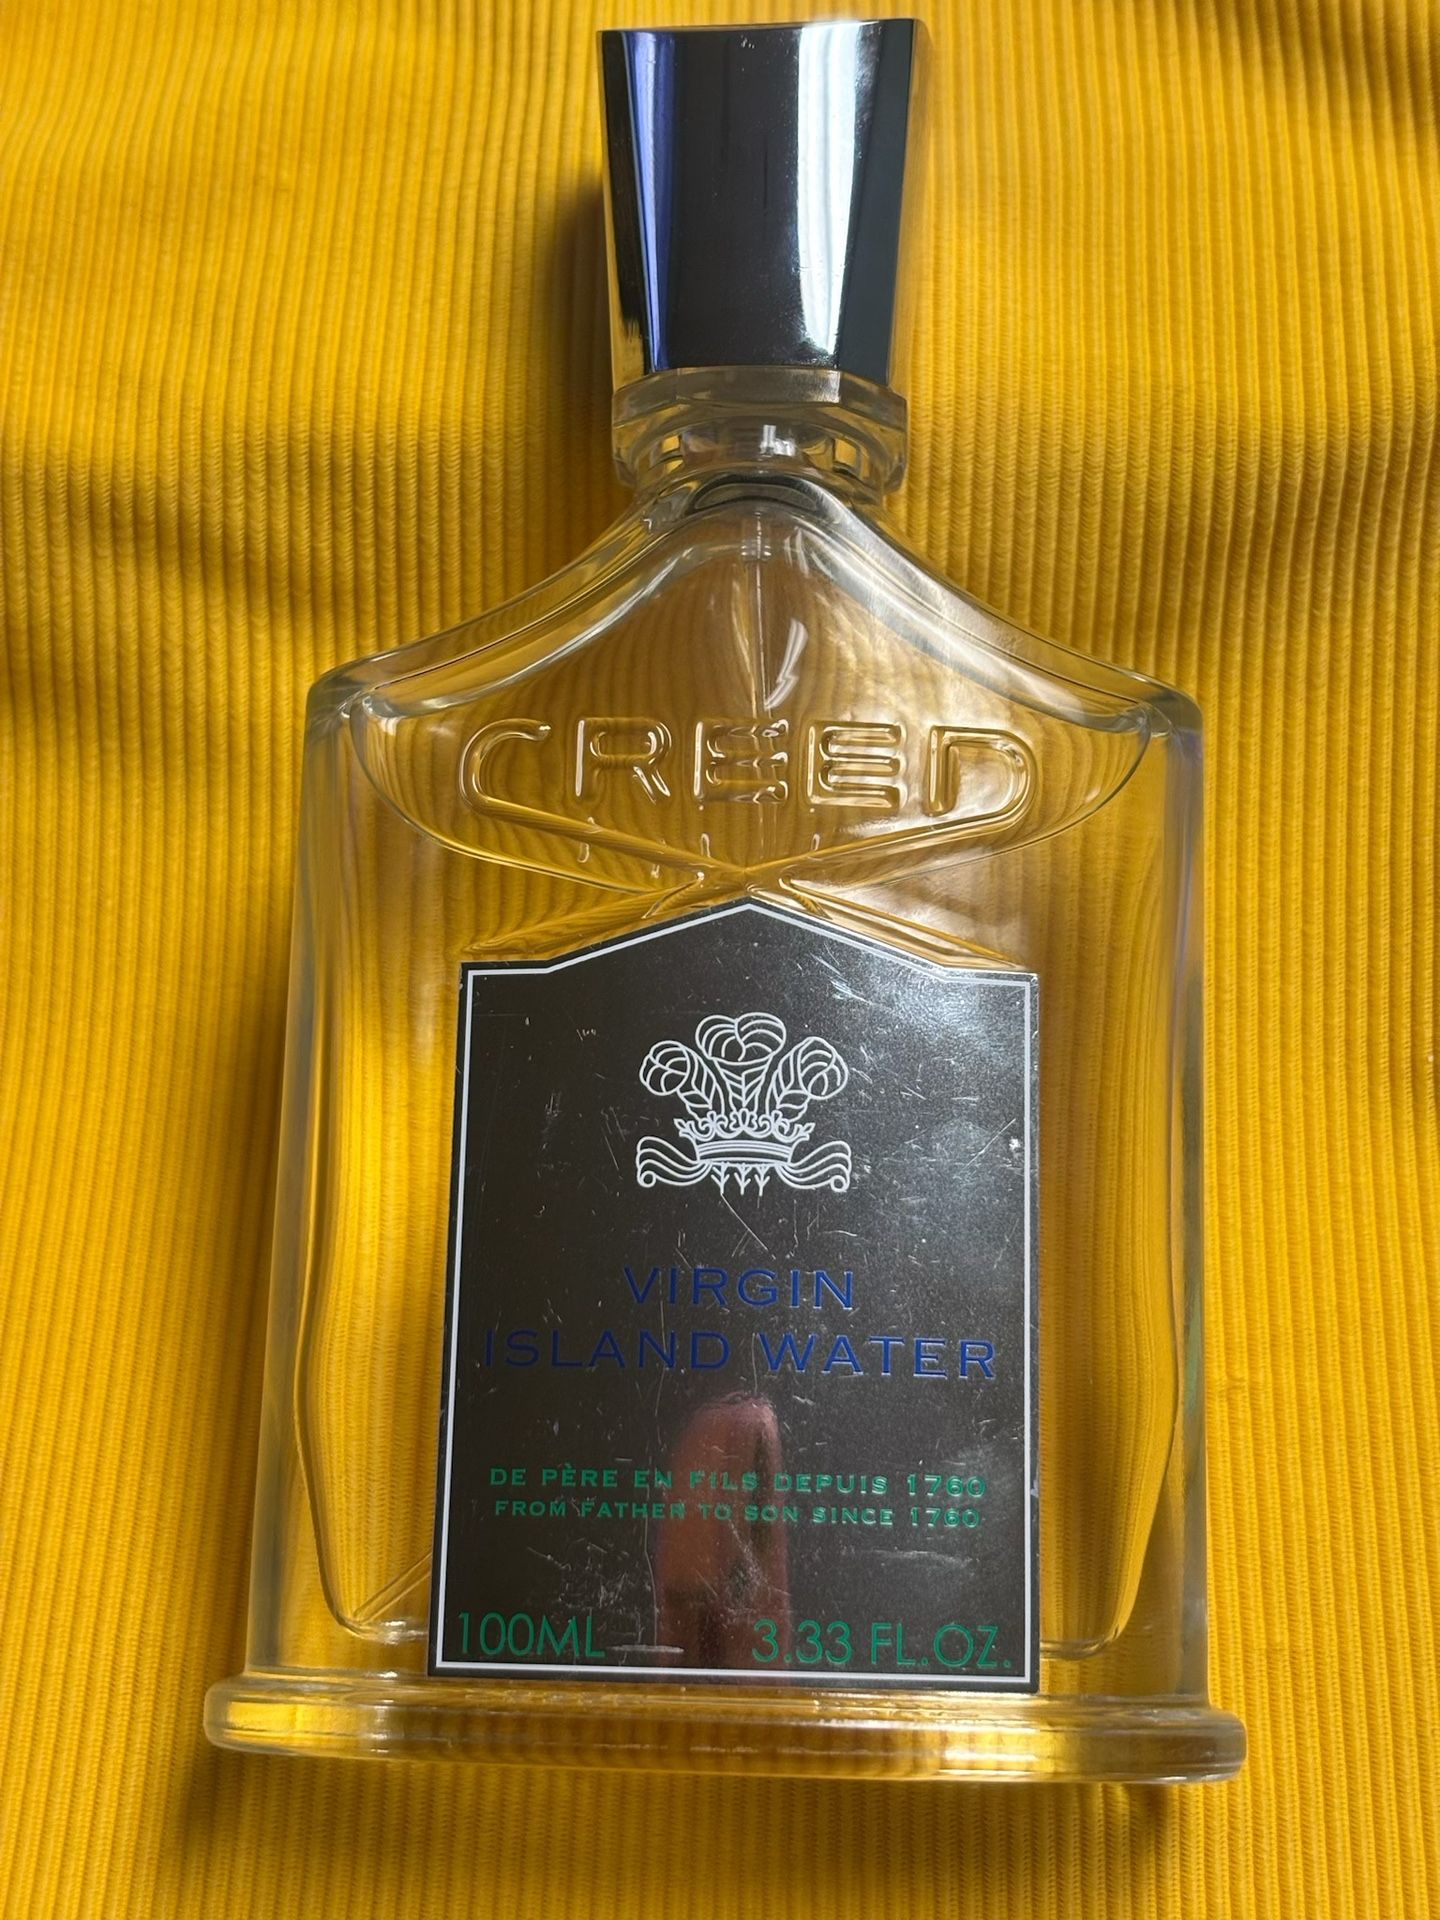 CREED
VIRGIN
ISLAND WATER
DE PÈRE EN FILS DEPUIS 1760
FROM FATHER TO SON SINCE 1760
100ML 3.33 FL.OZ.